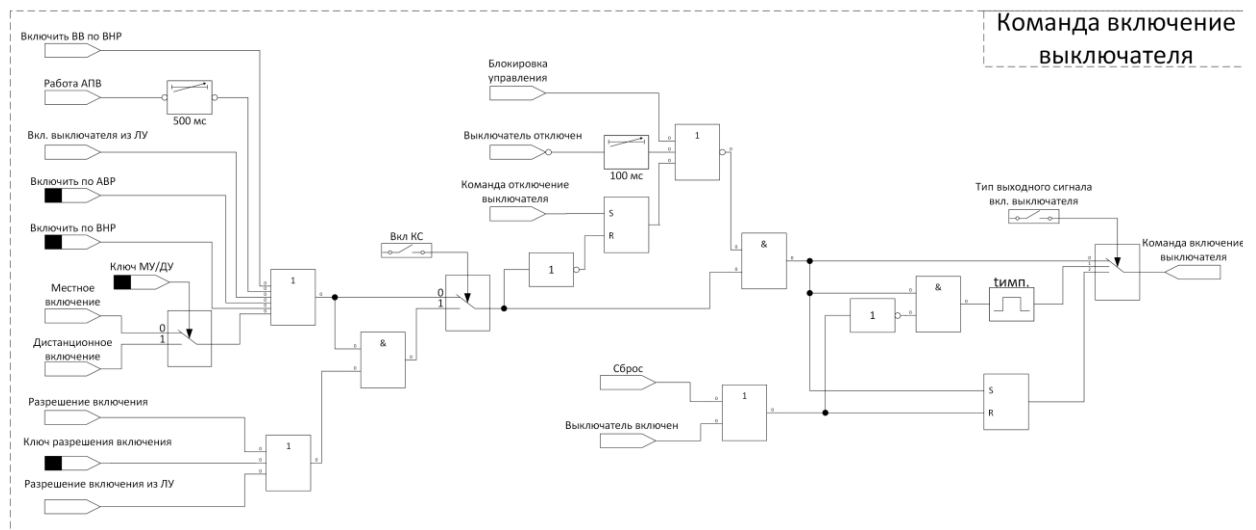 Команда включение
выключателя
Включить ВВ по ВНР
Работа АПВ
500 мс
Вкл. выключателя из ЛУ
Включить по АВР
Включить по ВНР
Ключ МУ/ДУ
Местное
включение
0
1
Дистанционное
включение
Разрешение включения
Ключ разрешения включения
Разрешение включения из ЛУ
1
1
&
Вкл КС
0
1
Блокировка
управления
Выключатель отключен
100 мс
Команда отключение
выключателя
S
R
1
1
&
Сброс
Выключатель включен
1
1
&
tимп.
S
R
Тип выходного сигнала
вкл. выключателя
Команда включение
выключателя